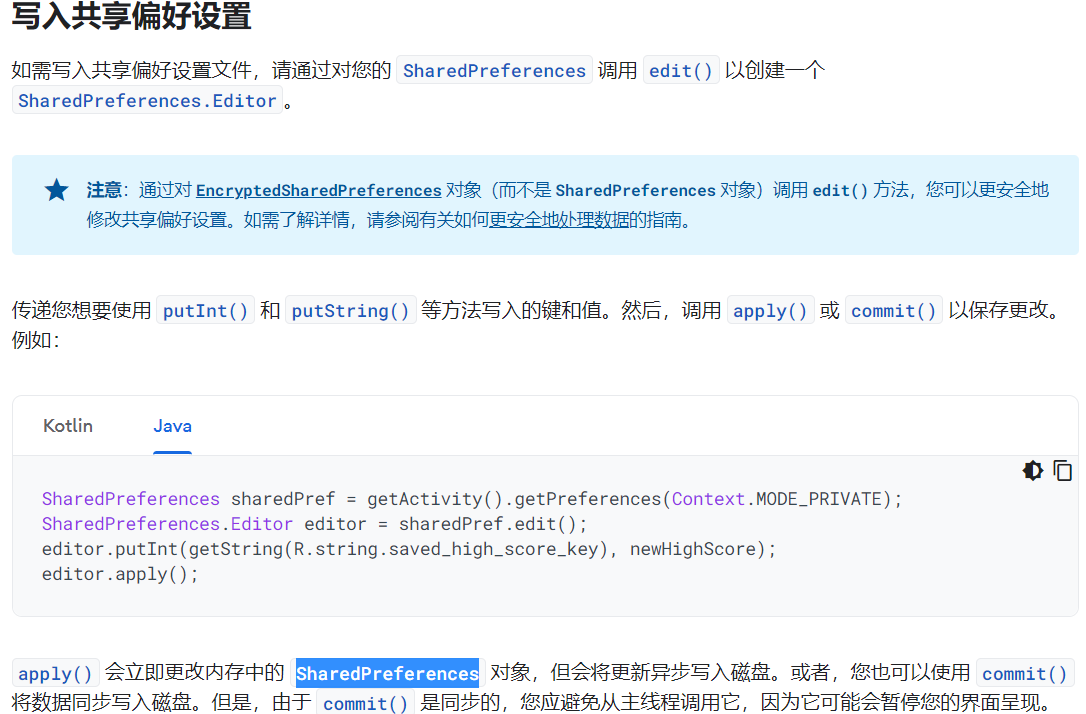 写入共享偏好设置
如需写入共享偏好设置文件，请通过对您的 SharedPreferences 调用 edit() 以创建一个
SharedPreferences.Editor。
注意：通过对 EncryptedSharedPreferences 对象（而不是 SharedPreferences 对象）调用 edit() 方法，您可以更安全地
修改共享偏好设置。如需了解详情，请参阅有关如何更安全地处理数据的指南。
传递您想要使用 putInt() 和 putString() 等方法写入的键和值。然后，调用 apply() 或 commit() 以保存更改。
例如：
Kotlin Java
SharedPreferences sharedPref = getActivity().getPreferences(Context.MODE_PRIVATE);
SharedPreferences.Editor editor = sharedPref.edit();
editor.putInt(getString(R.string.saved_high_score_key), newHighScore);
editor.apply();
apply() 会立即更改内存中的 SharedPreferences 对象，但会将更新异步写入磁盘。或者，您也可以使用 commit()
将数据同步写入磁盘。但是，由于 commit() 是同步的，您应避免从主线程调用它，因为它可能会暂停您的界面呈现。